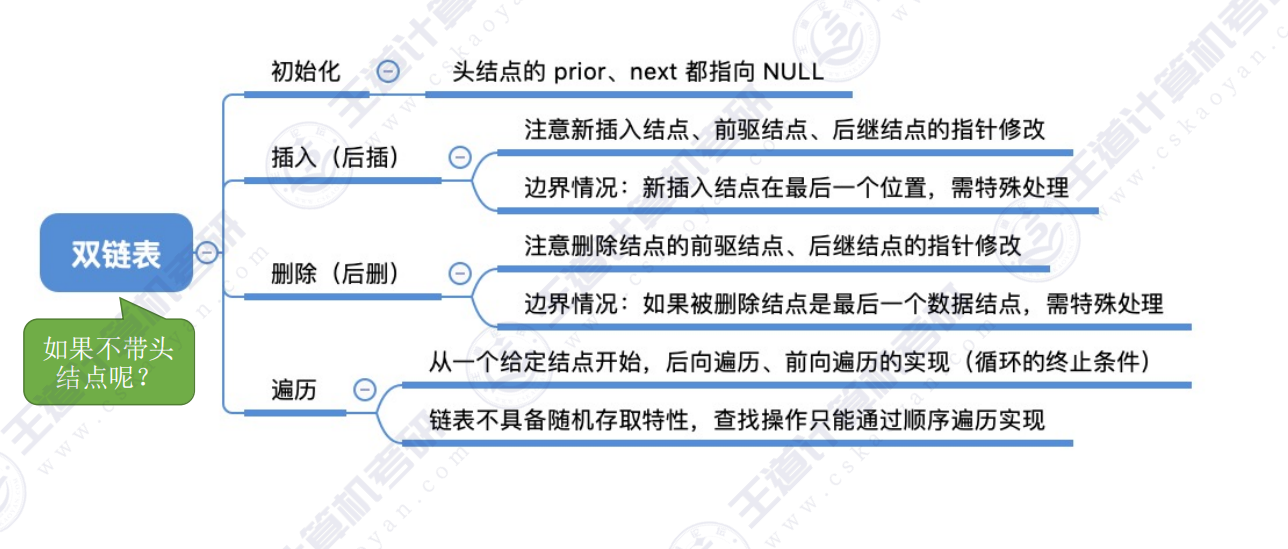 初始化
头结点的 prior、next 都指向 NULL
插入（后插）
注意新插入结点、前驱结点、后继结点的指针修改
边界情况：新插入结点在最后一个位置，需特殊处理
双链表
删除（后删）
注意删除结点的前驱结点、后继结点的指针修改
边界情况：如果被删除结点是最后一个数据结点，需特殊处理
如果不带头
结点呢？
遍历
从一个给定结点开始，后向遍历、前向遍历的实现（循环的终止条件）
链表不具备随机存取特性，查找操作只能通过顺序遍历实现
王道计算机考研
www.cskaoyan.com